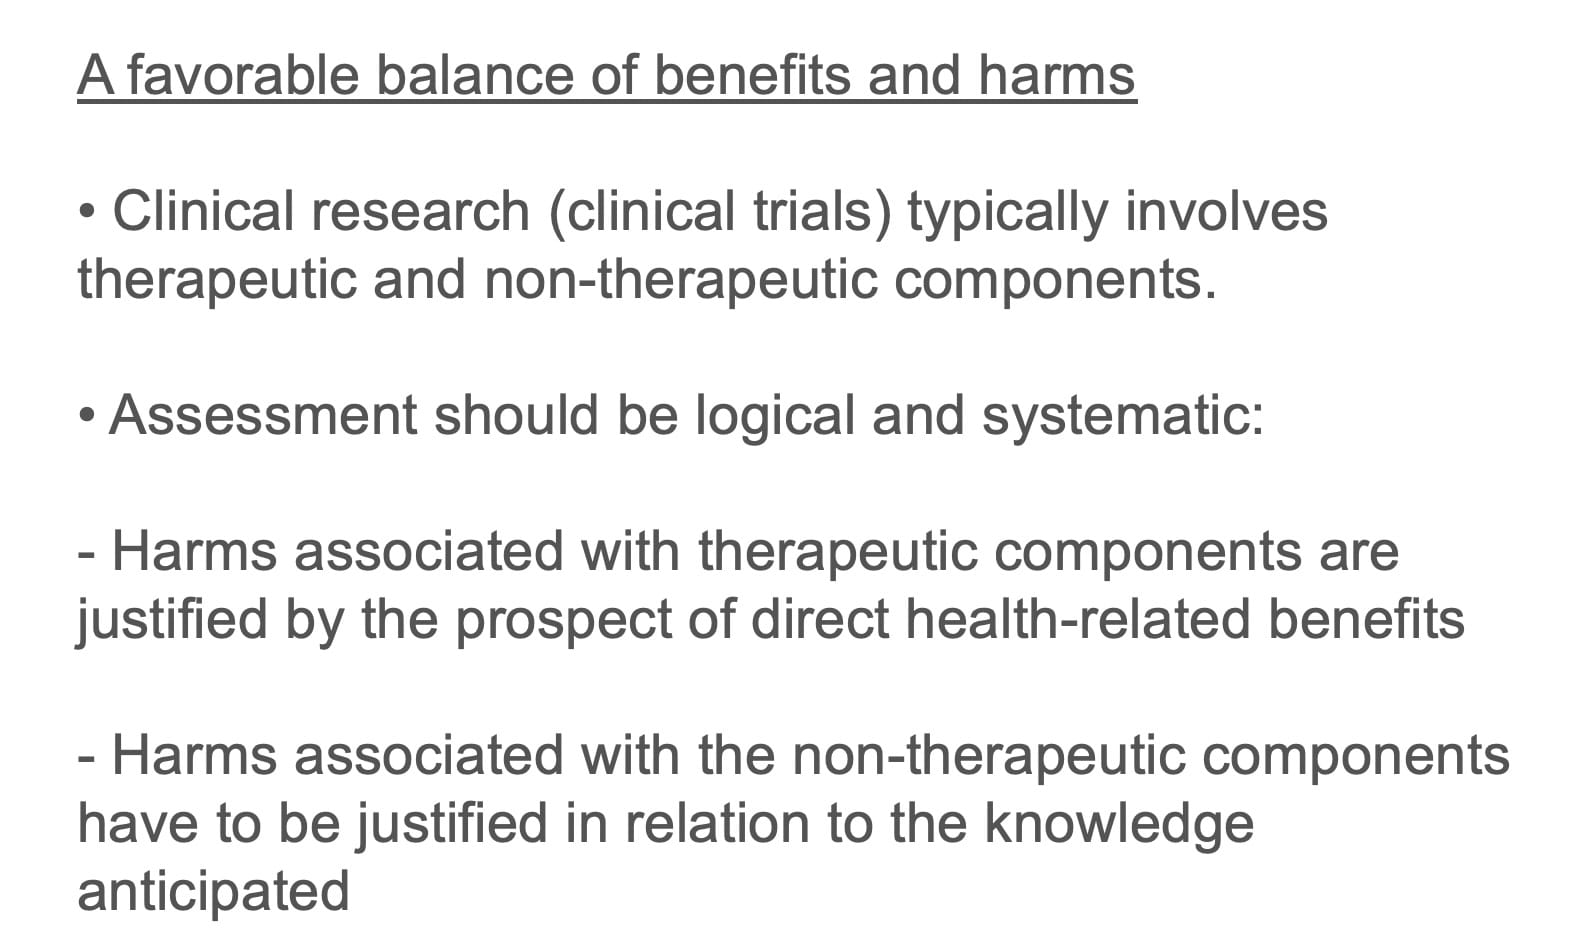 A favorable balance of benefits and harms
• Clinical research (clinical trials) typically involves
therapeutic and non-therapeutic components.
• Assessment should be logical and systematic:
- Harms associated with therapeutic components are
justified by the prospect of direct health-related benefits
- Harms associated with the non-therapeutic components
have to be justified in relation to the knowledge
anticipated